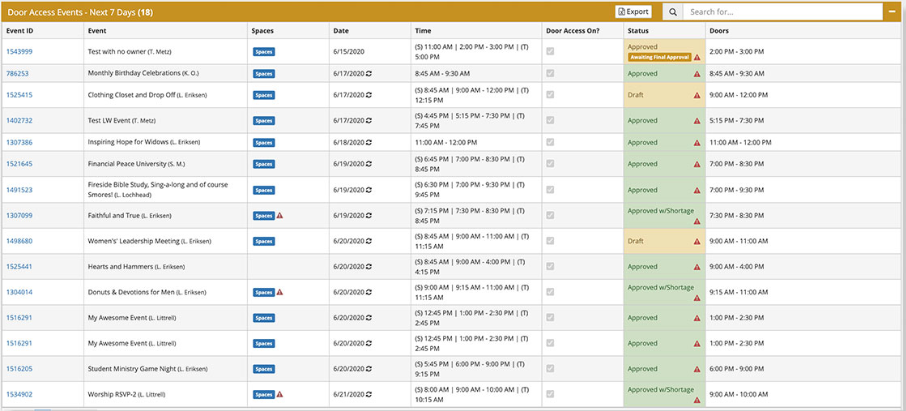 Door Access Events - Next 7 Days (18) Export Search for...
Event ID Event Spaces Date Time Door Access On? Status Doors
1543999 Test with no owner (T. Metz) Spaces 6/15/2020 (S) 11:00 AM | 2:00 PM - 3:00 PM | (T) 5:00 PM Approved Awaiting Final Approval 2:00 PM - 3:00 PM
786253 Monthly Birthday Celebrations (K. O.) Spaces 6/17/2020 8:45 AM - 9:30 AM Approved 8:45 AM - 9:30 AM
1525415 Clothing Closet and Drop Off (L. Eriksen) Spaces 6/17/2020 (S) 8:45 AM | 9:00 AM - 12:00 PM | (T) 12:15 PM Draft 9:00 AM - 12:00 PM
1402732 Test LW Event (T. Metz) Spaces 6/17/2020 (S) 4:45 PM | 5:15 PM - 7:30 PM | (T) 7:45 PM Approved 5:15 PM - 7:30 PM
1307386 Inspiring Hope for Widows (L. Eriksen) Spaces 6/18/2020 11:00 AM - 12:00 PM Approved 11:00 AM - 12:00 PM
1521645 Financial Peace University (S. M.) Spaces 6/19/2020 (S) 6:45 PM | 7:00 PM - 8:30 PM | (T) 8:45 PM Approved 7:00 PM - 8:30 PM
1491523 Fireside Bible Study, Sing-a-long and of course Smores! (L. Lochhead) Spaces 6/19/2020 (S) 6:30 PM | 7:00 PM - 9:30 PM | (T) 9:45 PM Approved 7:00 PM - 9:30 PM
1307099 Faithful and True (L. Eriksen) Spaces 6/19/2020 (S) 7:15 PM | 7:30 PM - 8:30 PM | (T) 8:45 PM Approved w/Shortage 7:30 PM - 8:30 PM
1498680 Women's' Leadership Meeting (L. Eriksen) Spaces 6/20/2020 (S) 8:45 AM | 9:00 AM - 11:00 AM | (T) 11:15 AM Draft 9:00 AM - 11:00 AM
1525441 Hearts and Hammers (L. Eriksen) Spaces 6/20/2020 (S) 8:45 AM | 9:00 AM - 4:00 PM | (T) 4:15 PM Approved 9:00 AM - 4:00 PM
1304014 Donuts & Devotions for Men (L. Eriksen) Spaces 6/20/2020 (S) 9:00 AM | 9:15 AM - 11:00 AM | (T) 11:15 AM Approved w/Shortage 9:15 AM - 11:00 AM
1516291 My Awesome Event (L. Littrell) Spaces 6/20/2020 (S) 12:45 PM | 1:00 PM - 2:30 PM | (T) 2:45 PM Approved 1:00 PM - 2:30 PM
1516291 My Awesome Event (L. Littrell) Spaces 6/20/2020 (S) 12:45 PM | 1:00 PM - 2:30 PM | (T) 2:45 PM Approved 1:00 PM - 2:30 PM
1516205 Student Ministry Game Night (L. Eriksen) Spaces 6/20/2020 (S) 5:45 PM | 6:00 PM - 9:00 PM | (T) 9:15 PM Approved 6:00 PM - 9:00 PM
1534902 Worship RSVP-2 (L. Littrell) Spaces 6/21/2020 (S) 8:00 AM | 9:00 AM - 10:00 AM | (T) 10:15 AM Approved w/Shortage 9:00 AM - 10:00 AM